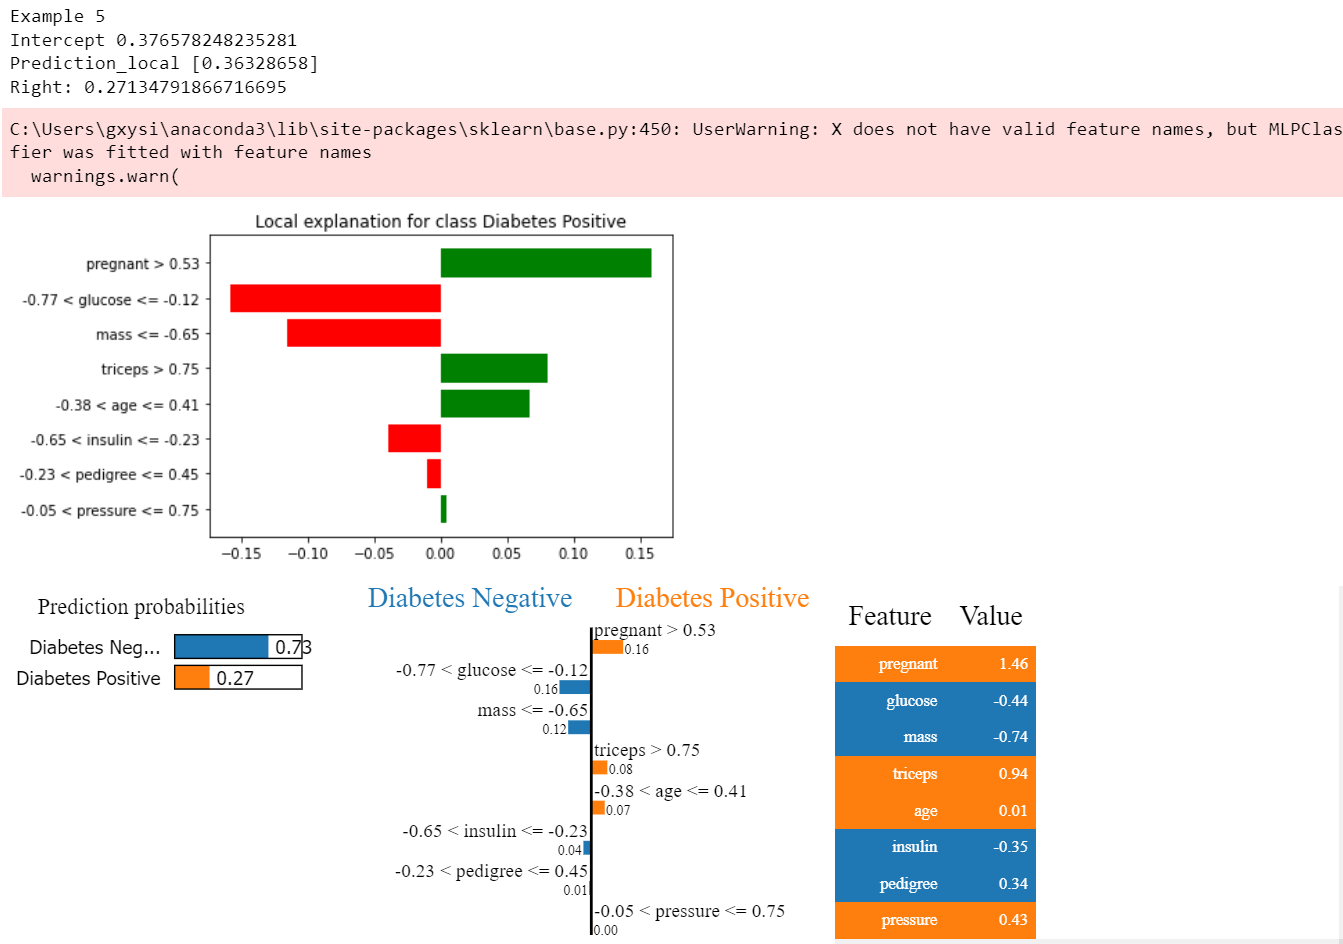 Example 5
Intercept 0.376578248235281
Prediction_local [0.36328658]
Right: 0.27134791866716695
C:\Users\gxysi\anaconda3\lib\site-packages\sklearn\base.py:450: UserWarning: X does not have valid feature names, but MLPClas
fier was fitted with feature names
warnings.warn(
Local explanation for class Diabetes Positive
pregnant > 0.53
-0.77 < glucose <= -0.12
mass <= -0.65
triceps > 0.75
-0.38 < age <= 0.41
-0.65 < insulin <= -0.23
-0.23 < pedigree <= 0.45
-0.05 < pressure <= 0.75
−0.15 −0.10 −0.05 0.00 0.05 0.10 0.15
Prediction probabilities
Diabetes Neg... 0.73
Diabetes Positive 0.27
Diabetes Negative Diabetes Positive
pregnant > 0.53
0.16
-0.77 < glucose <= -0.12
0.16
mass <= -0.65
0.12
triceps > 0.75
0.08
-0.38 < age <= 0.41
0.07
-0.65 < insulin <= -0.23
0.04
-0.23 < pedigree <= 0.45
0.01
-0.05 < pressure <= 0.75
0.00
Feature Value
pregnant 1.46
glucose -0.44
mass -0.74
triceps 0.94
age 0.01
insulin -0.35
pedigree 0.34
pressure 0.43